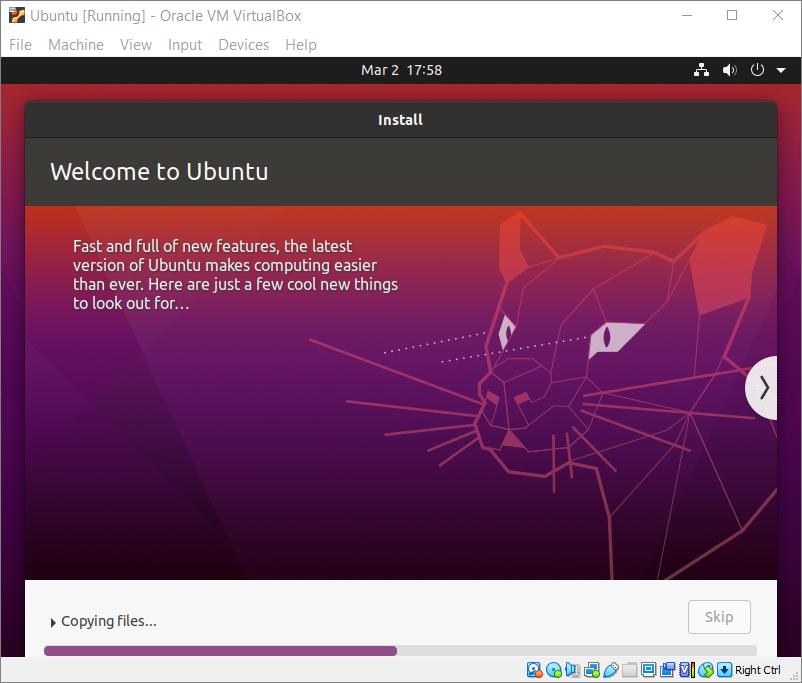 Ubuntu [Running] - Oracle VM VirtualBox
File Machine View Input Devices Help
Mar 2 17:58
Install
Welcome to Ubuntu
Fast and full of new features, the latest
version of Ubuntu makes computing easier
than ever. Here are just a few cool new things
to look out for…
Copying files...
Skip
Right Ctrl